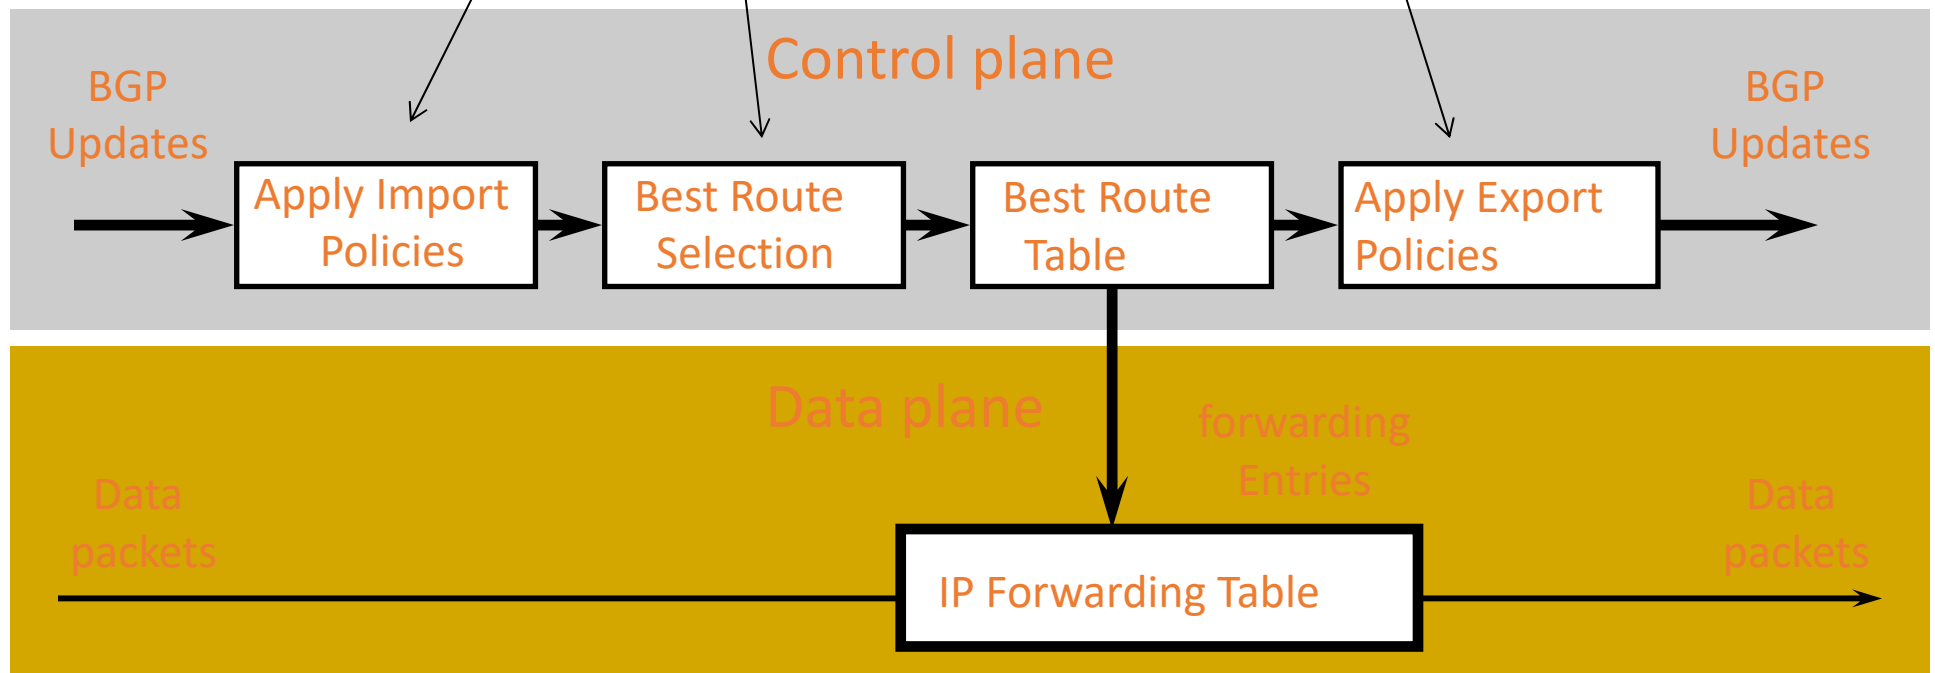 Control plane
BGP
Updates
BGP
Updates
Apply Import
Policies
Best Route
Selection
Best Route
Table
Apply Export
Policies
Data plane
forwarding
Entries
Data
packets
Data
packets
IP Forwarding Table